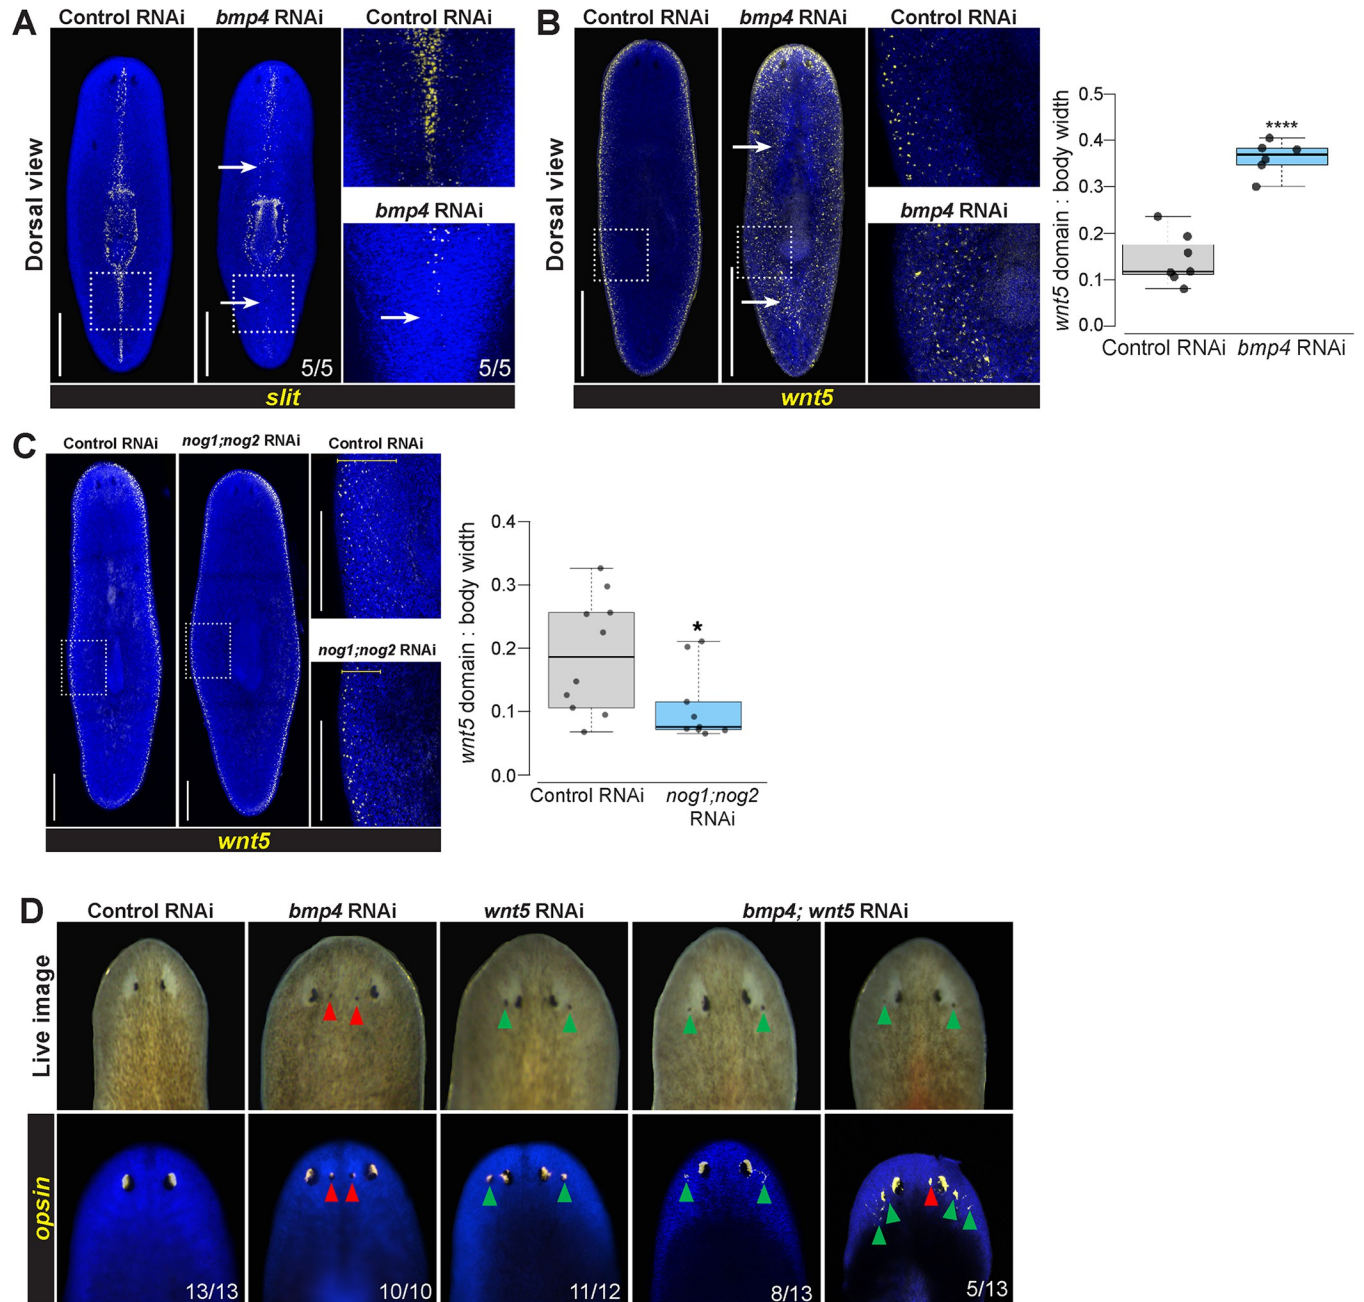 A
Control RNAi
bmp4 RNAi
Control RNAi
Dorsal view
bmp4 RNAi
5/5
5/5
slit
B
Control RNAi
bmp4 RNAi
Control RNAi
Dorsal view
bmp4 RNAi
wnt5
wnt5 domain : body width
0.5
0.4
0.3
0.2
0.1
0.0
****
Control RNAi
bmp4 RNAi
C
Control RNAi
nog1;nog2 RNAi
Control RNAi
nog1;nog2 RNAi
wnt5
wnt5 domain : body width
0.4
0.3
0.2
0.1
0.0
*
Control RNAi
nog1;nog2
RNAi
D
Control RNAi
bmp4 RNAi
wnt5 RNAi
bmp4; wnt5 RNAi
Live image
opsin
13/13
10/10
11/12
8/13
5/13